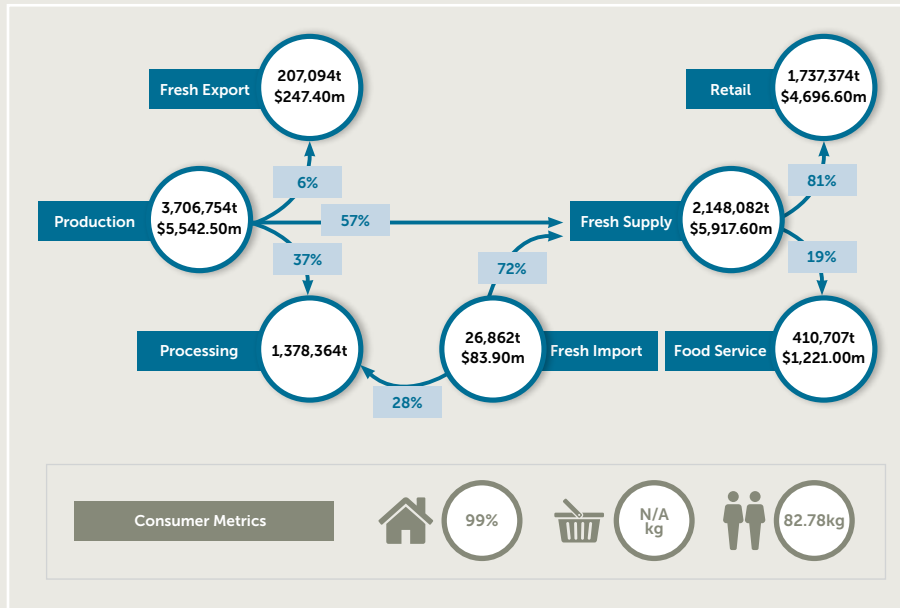 Fresh Export
207,094t
$247.40m
Retail
1,737,374t
$4,696.60m
6%
81%
Production
3,706,754t
$5,542.50m
57%
Fresh Supply
2,148,082t
$5,917.60m
37%
72%
19%
Processing
1,378,364t
26,862t
$83.90m
Fresh Import
Food Service
410,707t
$1,221.00m
28%
Consumer Metrics
99%
N/A
kg
82.78kg